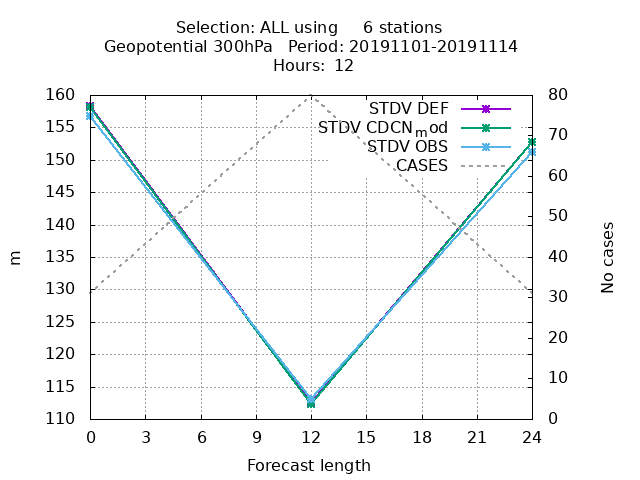 Selection: ALL using     6 stations
Geopotential 300hPa   Period: 20191101-20191114
Hours: 12
160
155
150
145
140
135
130
125
120
115
110
m
80
70
60
50
40
30
20
10
0
No cases
STDV DEF
STDV CDCNmod
STDV OBS
CASES
0 3 6 9 12 15 18 21 24
Forecast length